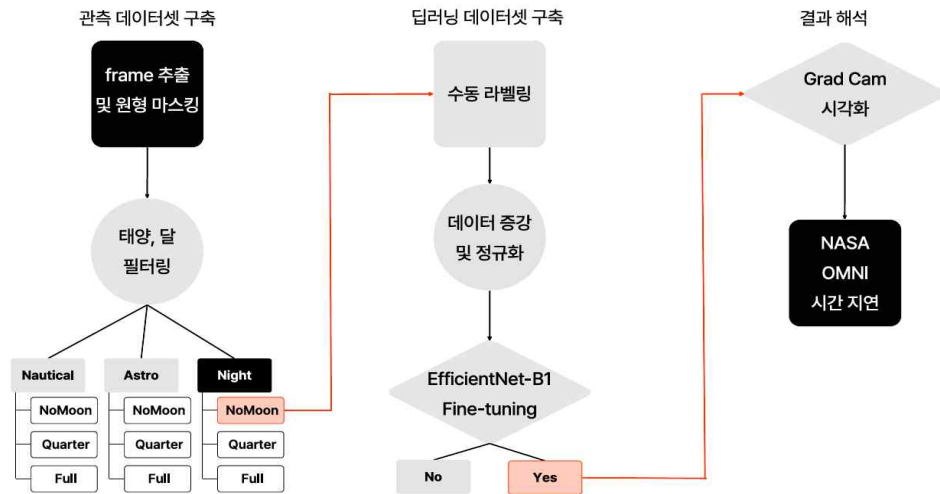 관측 데이터셋 구축
frame 추출
및 원형 마스킹
태양, 달
필터링
Nautical
NoMoon
Quarter
Full
Astro
NoMoon
Quarter
Full
Night
NoMoon
Quarter
Full
딥러닝 데이터셋 구축
수동 라벨링
데이터 증강
및 정규화
EfficientNet-B1
Fine-tuning
No
Yes
결과 해석
Grad Cam
시각화
NASA
OMNI
시간 지연